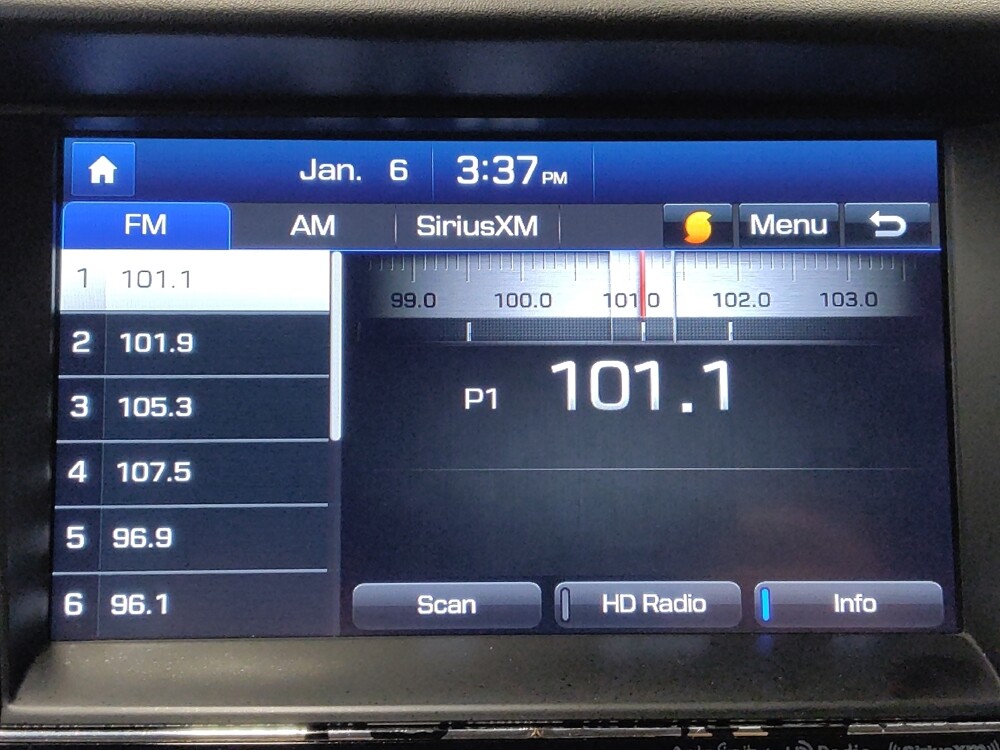 Jan. 6 3:37 PM
FM AM SiriusXM Menu
1 101.1
2 101.9
3 105.3
4 107.5
5 96.9
6 96.1
99.0 100.0 101.0 102.0 103.0
P1 101.1
Scan HD Radio Info